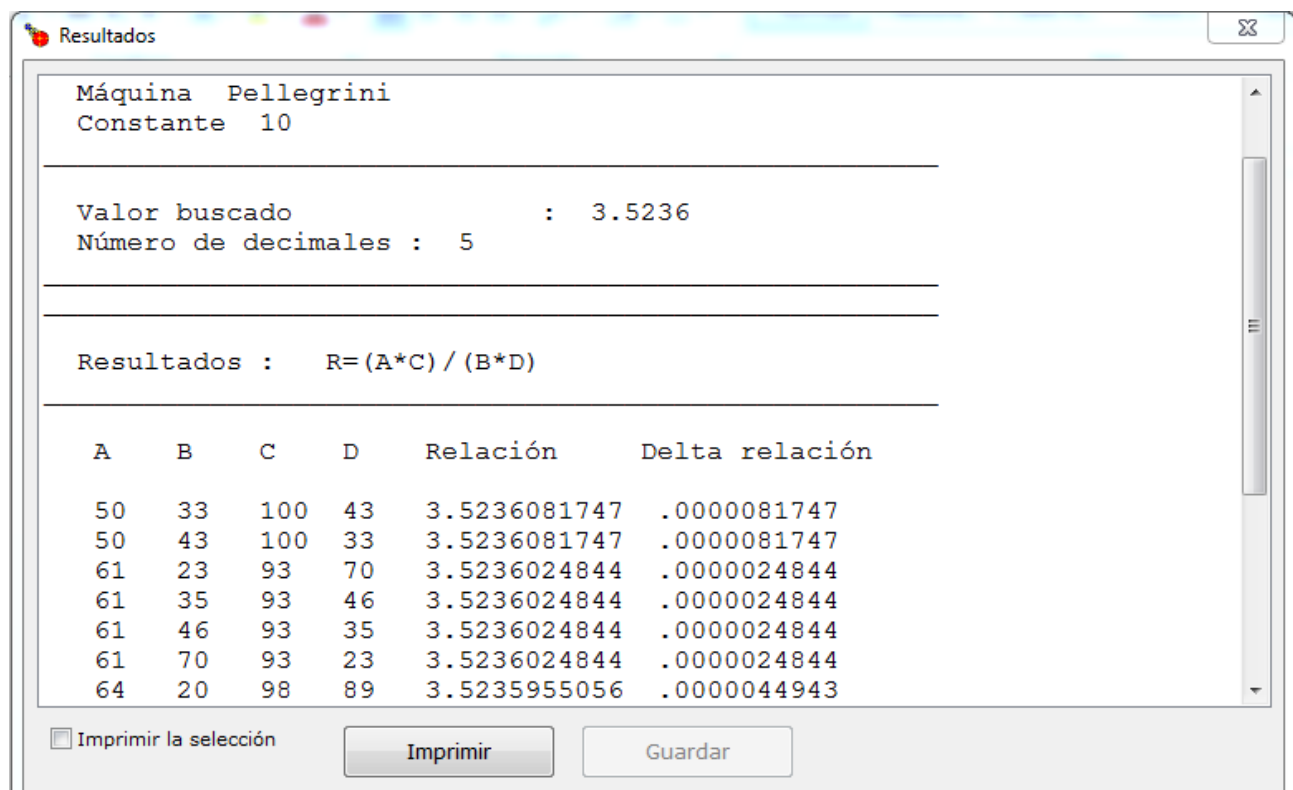 Resultados
Máquina Pellegrini
Constante 10
Valor buscado : 3.5236
Número de decimales : 5
Resultados : R=(A*C)/(B*D)
A B C D Relación Delta relación
50 33 100 43 3.5236081747 .0000081747
50 43 100 33 3.5236081747 .0000081747
61 23 93 70 3.5236024844 .0000024844
61 35 93 46 3.5236024844 .0000024844
61 46 93 35 3.5236024844 .0000024844
61 70 93 23 3.5236024844 .0000024844
64 20 98 89 3.5235955056 .0000044943
Imprimir la selección
Imprimir
Guardar